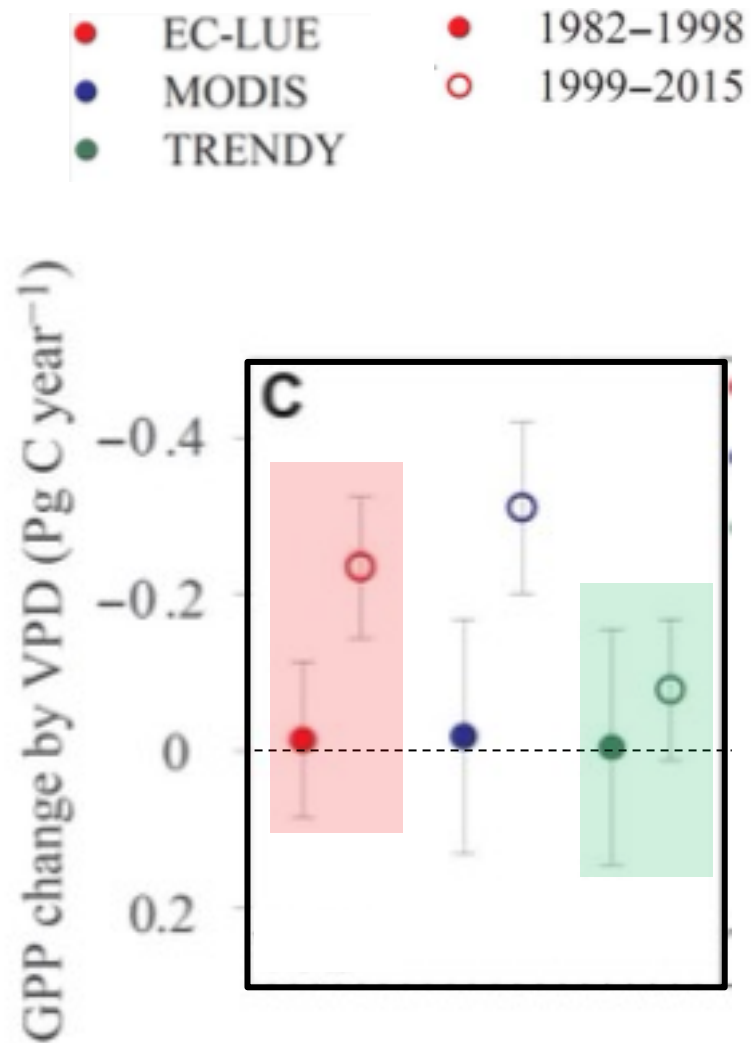 EC-LUE 1982–1998
MODIS 1999–2015
TRENDY
GPP change by VPD (Pg C year⁻¹)
C
−0.4
−0.2
0
0.2